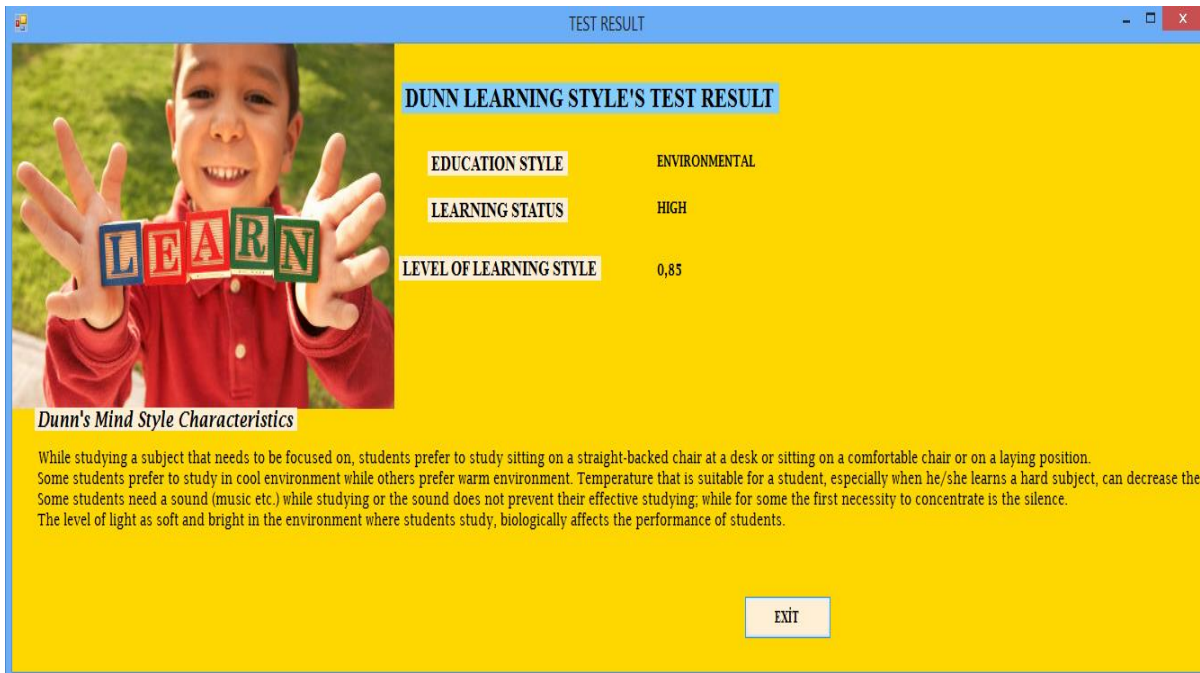 TEST RESULT
LEARN
DUNN LEARNING STYLE'S TEST RESULT
EDUCATION STYLE ENVIRONMENTAL
LEARNING STATUS HIGH
LEVEL OF LEARNING STYLE 0,85
Dunn's Mind Style Characteristics
While studying a subject that needs to be focused on, students prefer to study sitting on a straight-backed chair at a desk or sitting on a comfortable chair or on a laying position.
Some students prefer to study in cool environment while others prefer warm environment. Temperature that is suitable for a student, especially when he/she learns a hard subject, can decrease the
Some students need a sound (music etc.) while studying or the sound does not prevent their effective studying; while for some the first necessity to concentrate is the silence.
The level of light as soft and bright in the environment where students study, biologically affects the performance of students.
EXİT